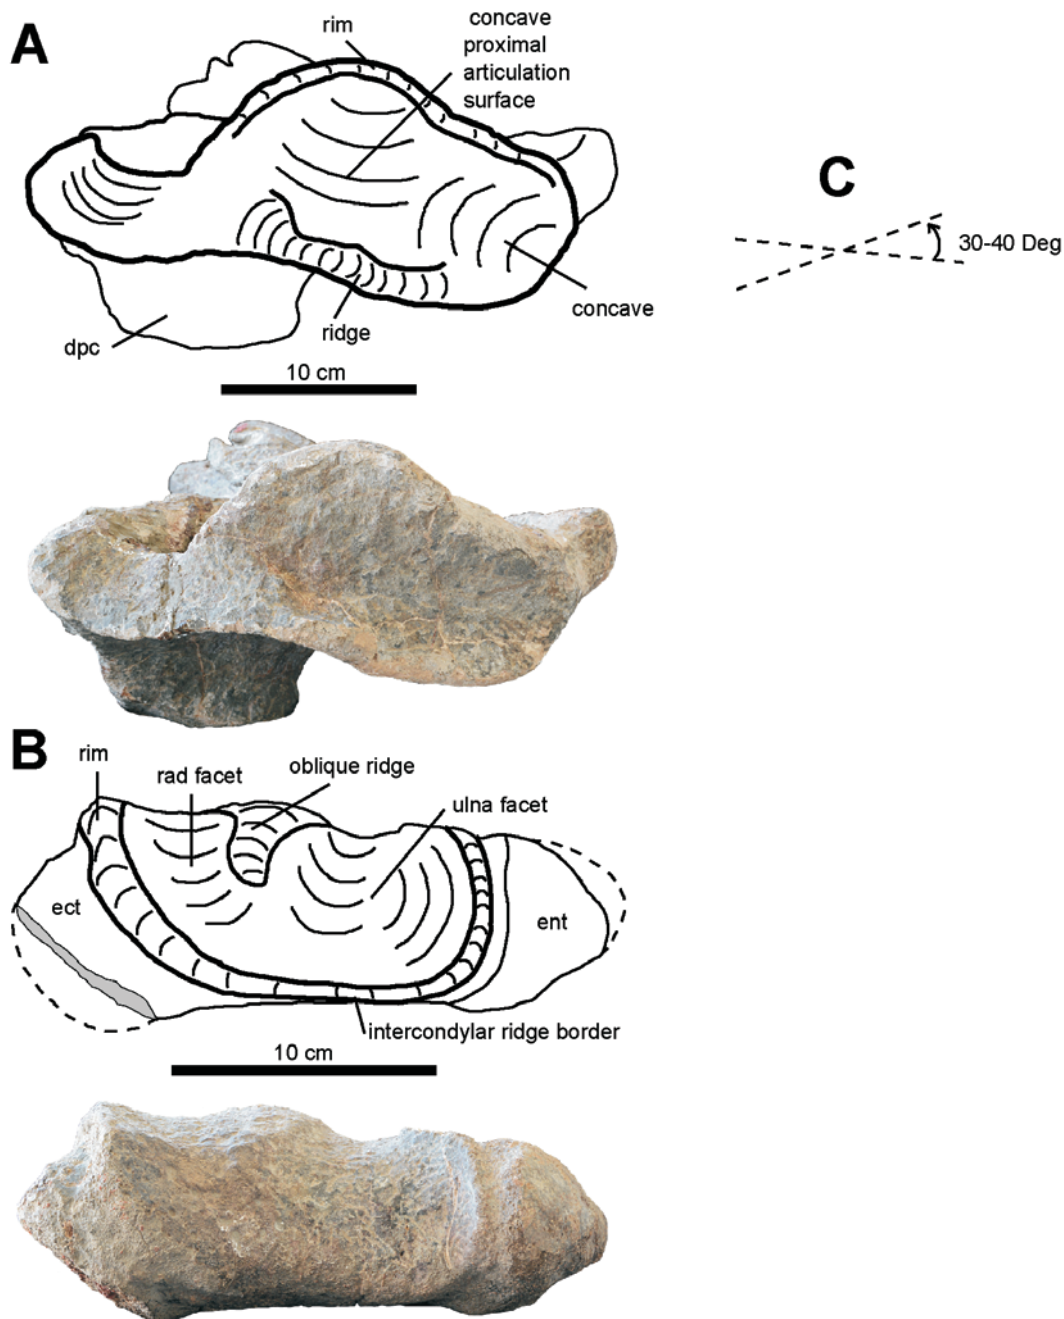 A
rim
concave
proximal
articulation
surface
C
30-40 Deg
concave
ridge
dpc
10 cm
B
rim
rad facet
oblique ridge
ulna facet
ect
ent
intercondylar ridge border
10 cm